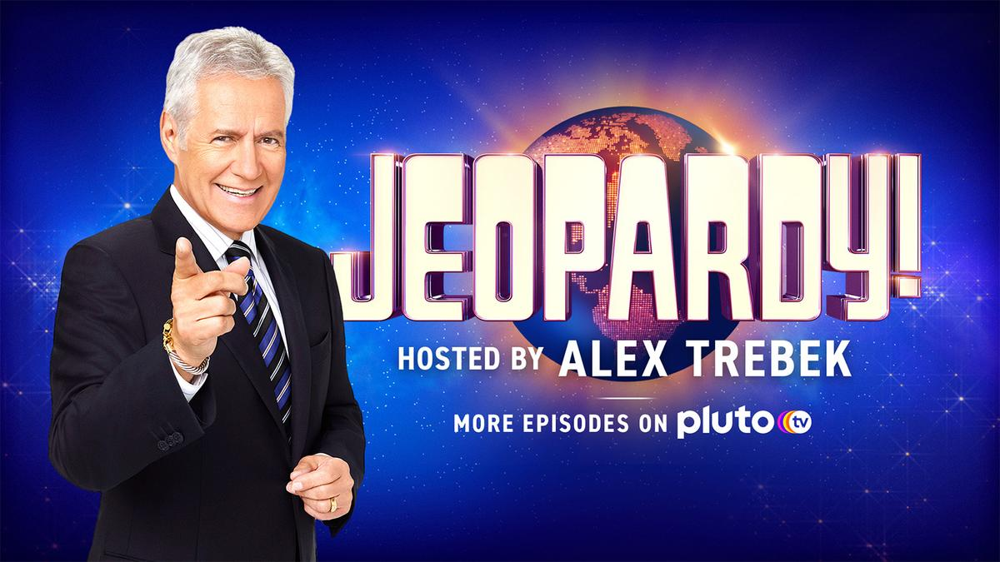 JEOPARDY!
HOSTED BY ALEX TREBEK
MORE EPISODES ON pluto tv